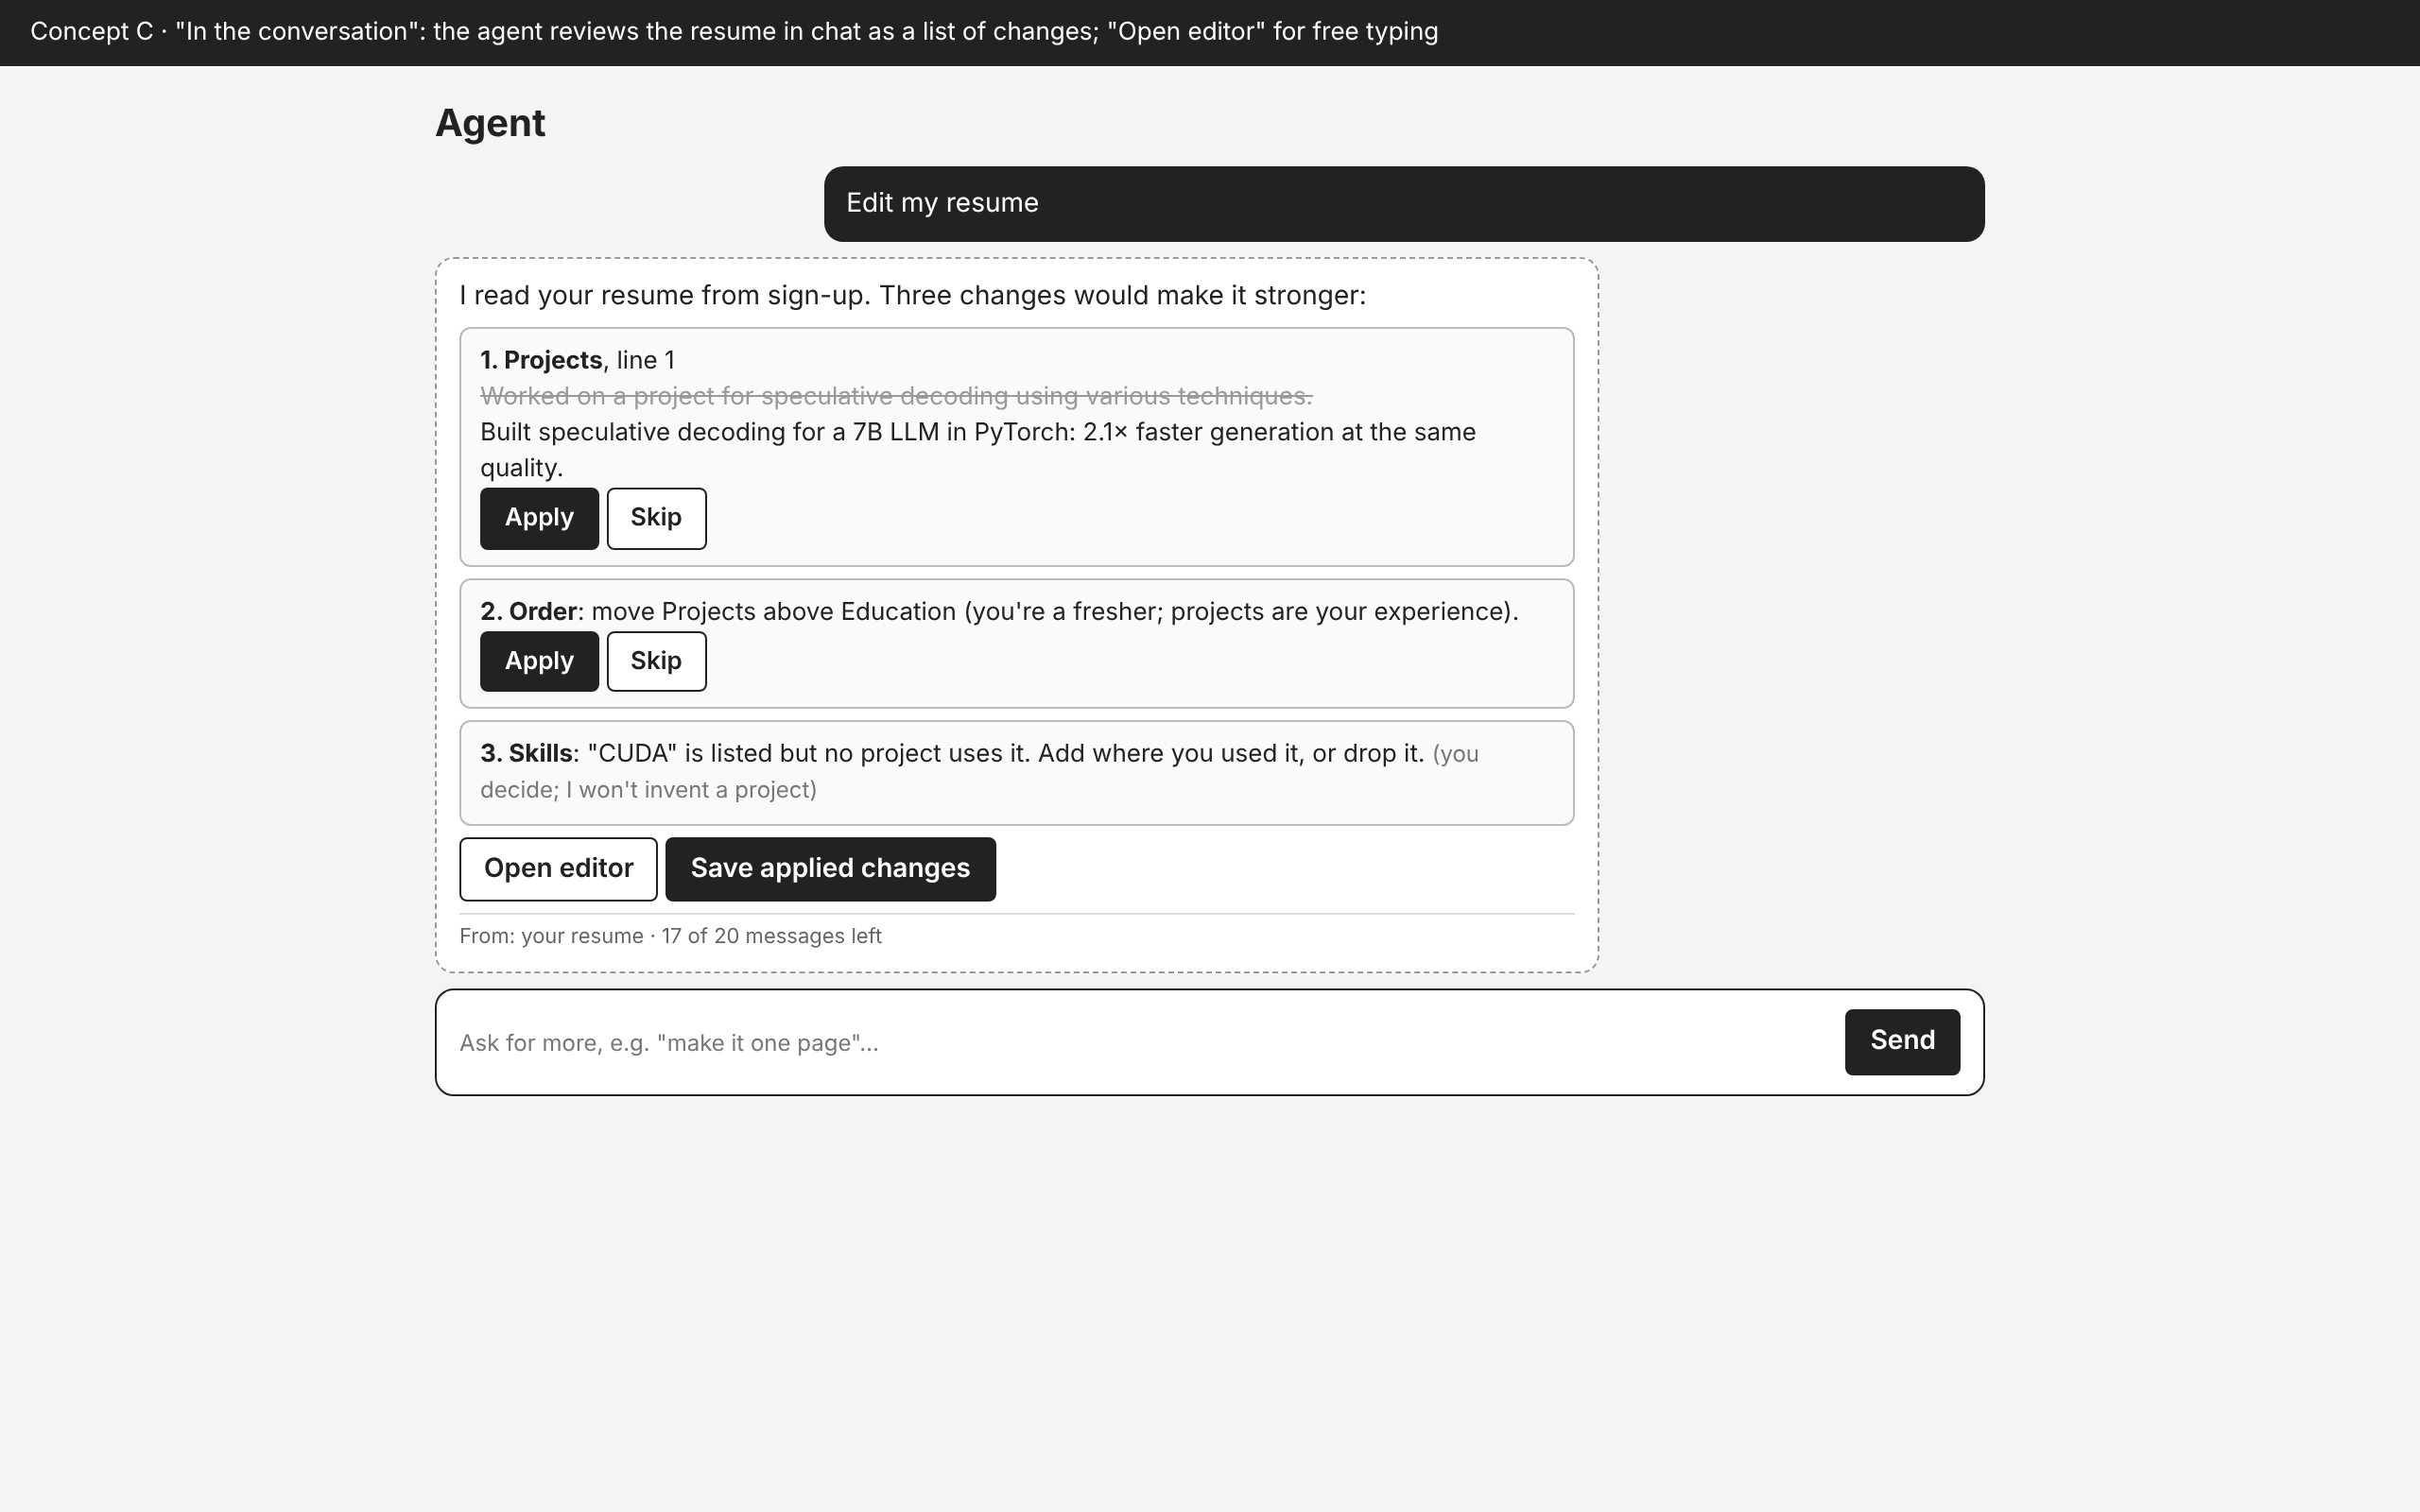 Concept C · "In the conversation": the agent reviews the resume in chat as a list of changes; "Open editor" for free typing
Agent
Edit my resume
I read your resume from sign-up. Three changes would make it stronger:
1. Projects, line 1
Worked on a project for speculative decoding using various techniques.
Built speculative decoding for a 7B LLM in PyTorch: 2.1× faster generation at the same
quality.
Apply Skip
2. Order: move Projects above Education (you're a fresher; projects are your experience).
Apply Skip
3. Skills: "CUDA" is listed but no project uses it. Add where you used it, or drop it. (you
decide; I won't invent a project)
Open editor Save applied changes
From: your resume · 17 of 20 messages left
Ask for more, e.g. "make it one page"... Send